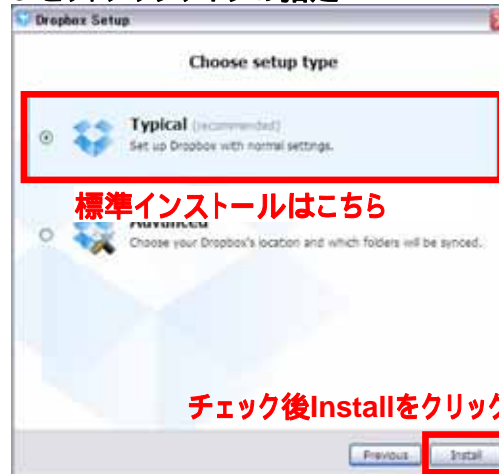 Dropbox Setup
Choose setup type
Typical (recommended)
Set up Dropbox with normal settings.
標準インストールはこちら
Advanced
Choose your Dropbox's location and which folders will be synced.
チェック後Installをクリック
Previous
Install